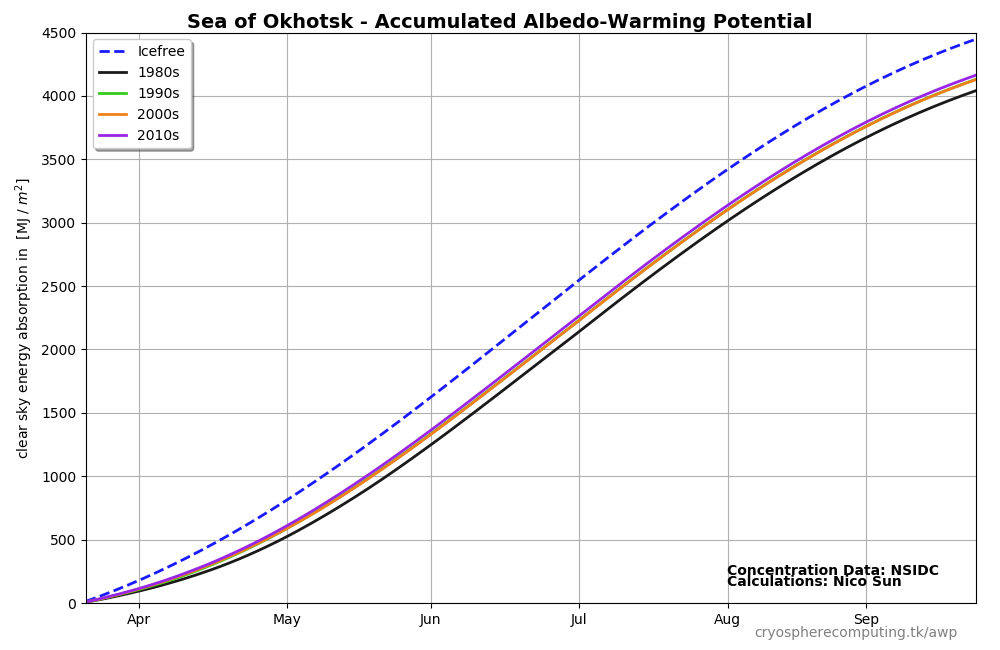 Sea of Okhotsk - Accumulated Albedo-Warming Potential
4500
4000
3500
3000
2500
2000
1500
1000
500
0
clear sky energy absorption in [MJ / m²]
Icefree
1980s
1990s
2000s
2010s
Concentration Data: NSIDC
Calculations: Nico Sun
Apr May Jun Jul Aug Sep
cryospherecomputing.tk/awp